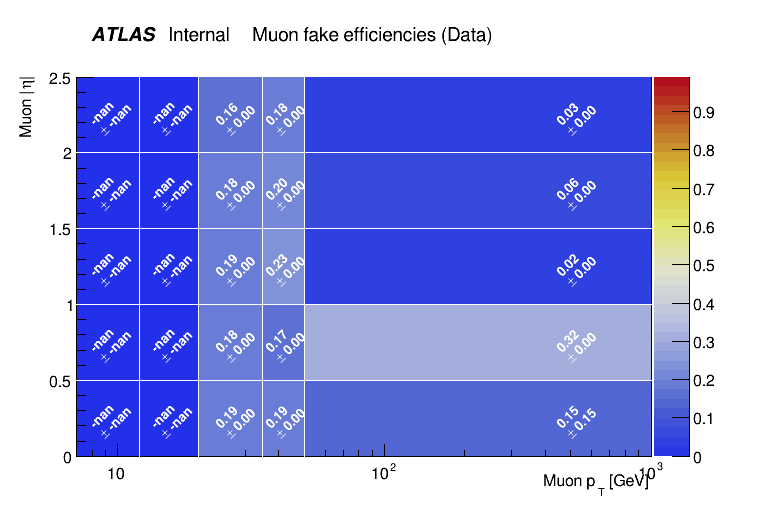 ATLAS Internal Muon fake efficiencies (Data)
Muon |η|
2.5
2
1.5
1
0.5
0
-nan ± -nan
-nan ± -nan
0.16 ± 0.00
0.18 ± 0.00
0.03 ± 0.00
-nan ± -nan
-nan ± -nan
0.18 ± 0.00
0.20 ± 0.00
0.06 ± 0.00
-nan ± -nan
-nan ± -nan
0.19 ± 0.00
0.23 ± 0.00
0.02 ± 0.00
-nan ± -nan
-nan ± -nan
0.18 ± 0.00
0.17 ± 0.00
0.32 ± 0.00
-nan ± -nan
-nan ± -nan
0.19 ± 0.00
0.19 ± 0.00
0.15 ± 0.15
10
10²
10³
Muon p_T [GeV]
0.9
0.8
0.7
0.6
0.5
0.4
0.3
0.2
0.1
0